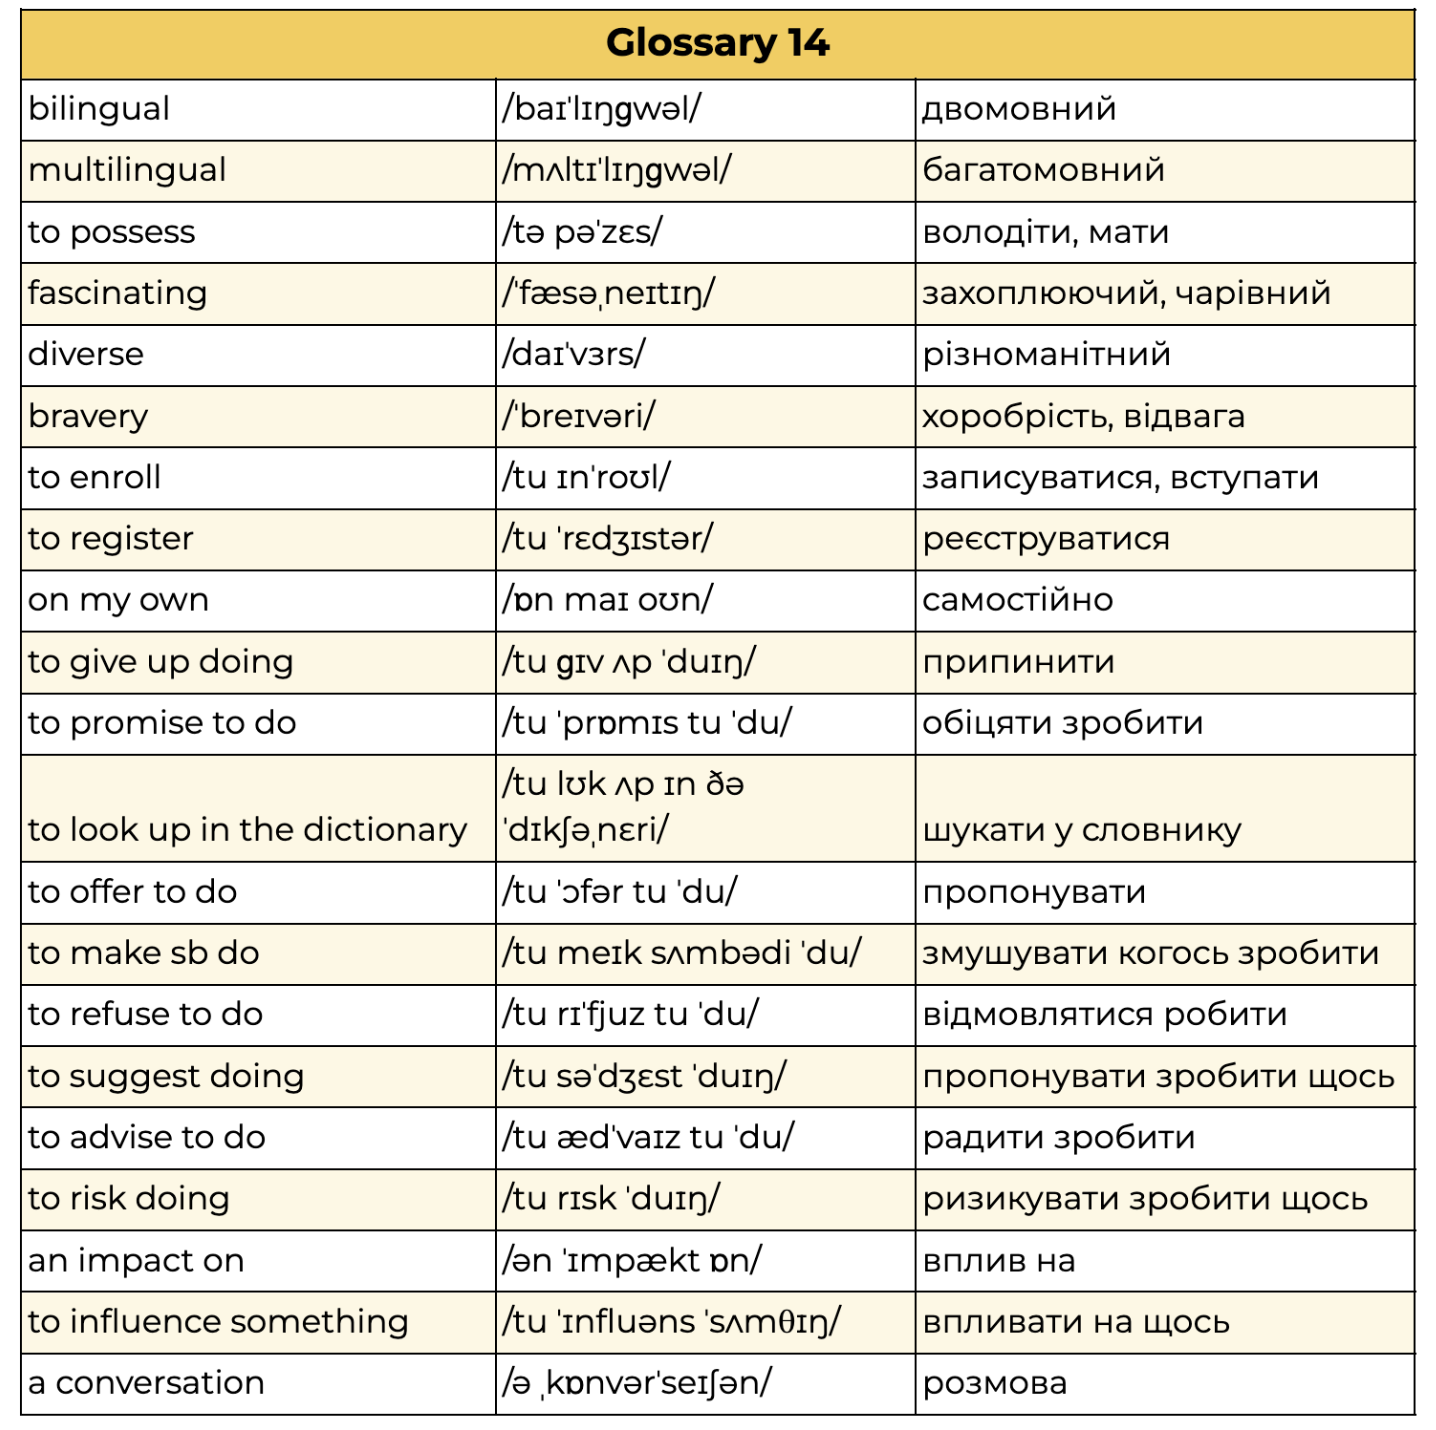 Glossary 14
bilingual /baɪˈlɪŋɡwəl/ двомовний
multilingual /mʌltɪˈlɪŋɡwəl/ багатомовний
to possess /tə pəˈzɛs/ володіти, мати
fascinating /ˈfæsəˌneɪtɪŋ/ захоплюючий, чарівний
diverse /daɪˈvɜrs/ різноманітний
bravery /ˈbreɪvəri/ хоробрість, відвага
to enroll /tu ɪnˈroʊl/ записуватися, вступати
to register /tu ˈrɛdʒɪstər/ реєструватися
on my own /ɒn maɪ oʊn/ самостійно
to give up doing /tu ɡɪv ʌp ˈduɪŋ/ припинити
to promise to do /tu ˈprɒmɪs tu ˈdu/ обіцяти зробити
/tu lʊk ʌp ɪn ðə
to look up in the dictionary ˈdɪkʃəˌnɛri/ шукати у словнику
to offer to do /tu ˈɔfər tu ˈdu/ пропонувати
to make sb do /tu meɪk sʌmbədi ˈdu/ змушувати когось зробити
to refuse to do /tu rɪˈfjuz tu ˈdu/ відмовлятися робити
to suggest doing /tu səˈdʒɛst ˈduɪŋ/ пропонувати зробити щось
to advise to do /tu ædˈvaɪz tu ˈdu/ радити зробити
to risk doing /tu rɪsk ˈduɪŋ/ ризикувати зробити щось
an impact on /ən ˈɪmpækt ɒn/ вплив на
to influence something /tu ˈɪnfluəns ˈsʌmθɪŋ/ впливати на щось
a conversation /ə ˌkɒnvərˈseɪʃən/ розмова